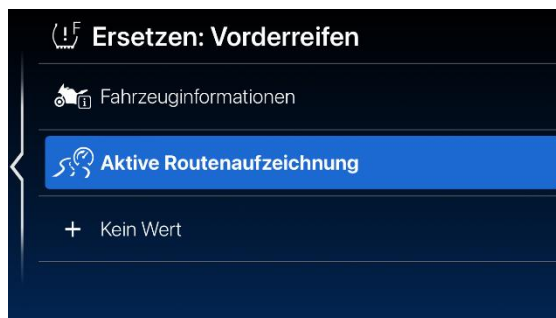 F
Ersetzen: Vorderreifen
Fahrzeuginformationen
Aktive Routenaufzeichnung
+ Kein Wert